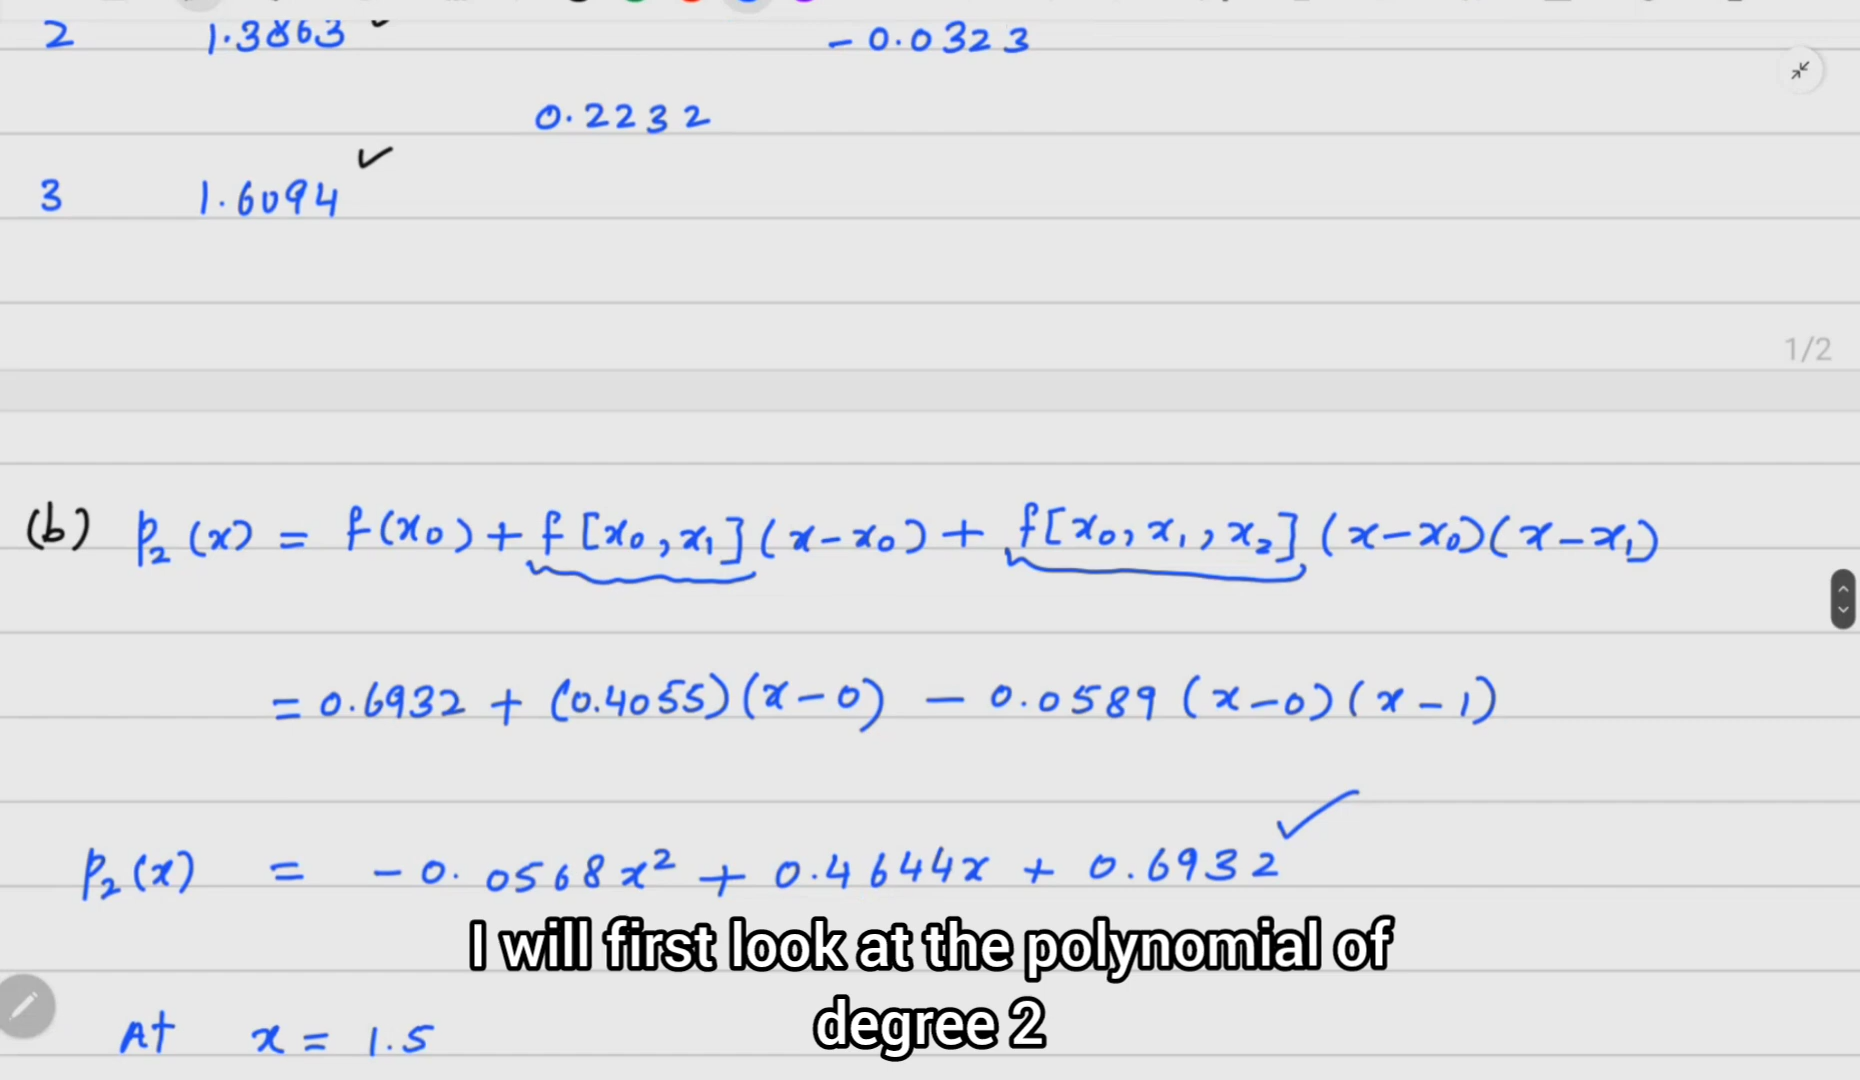 2 1.3863 ✓ -0.0323
0.2232
3 1.6094 ✓
1/2
(b) p₂(x) = f(x₀) + f[x₀, x₁](x-x₀) + f[x₀, x₁, x₂](x-x₀)(x-x₁)
= 0.6932 + (0.4055)(x-0) - 0.0589 (x-0)(x-1)
p₂(x) = -0.0568x² + 0.4644x + 0.6932 ✓
I will first look at the polynomial of
degree 2
At x = 1.5